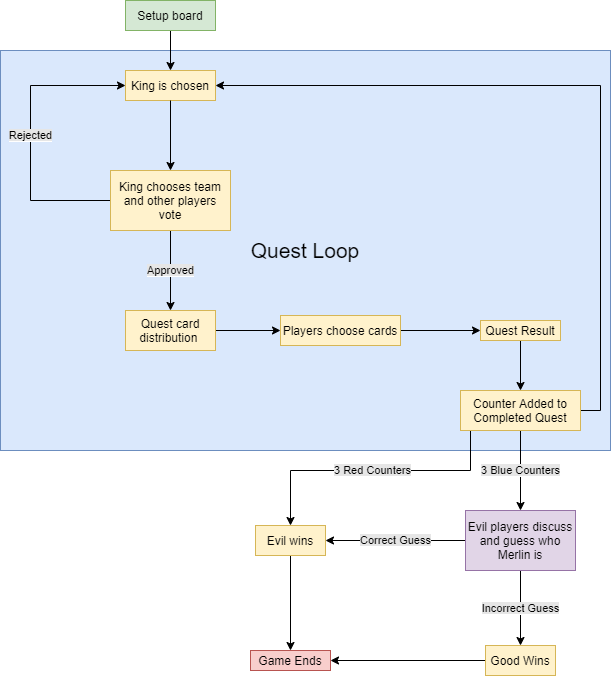 Setup board
King is chosen
Rejected
King chooses team
and other players
vote
Quest Loop
Approved
Quest card
distribution
Players choose cards
Quest Result
Counter Added to
Completed Quest
3 Red Counters
3 Blue Counters
Evil wins
Correct Guess
Evil players discuss
and guess who
Merlin is
Incorrect Guess
Game Ends
Good Wins